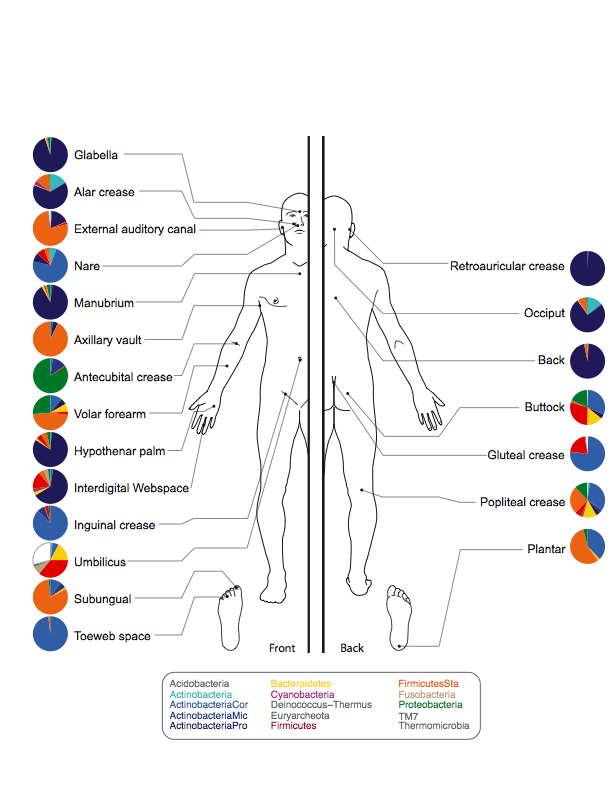 Glabella
Alar crease
External auditory canal
Nare
Manubrium
Axillary vault
Antecubital crease
Volar forearm
Hypothenar palm
Interdigital Webspace
Inguinal crease
Umbilicus
Subungual
Toeweb space
Retroauricular crease
Occiput
Back
Buttock
Gluteal crease
Popliteal crease
Plantar
Front
Back
Acidobacteria
Actinobacteria
ActinobacteriaCor
ActinobacteriaMic
ActinobacteriaPro
Bacteroidetes
Cyanobacteria
Deinococcus−Thermus
Euryarcheota
Firmicutes
FirmicutesSta
Fusobacteria
Proteobacteria
TM7
Thermomicrobia